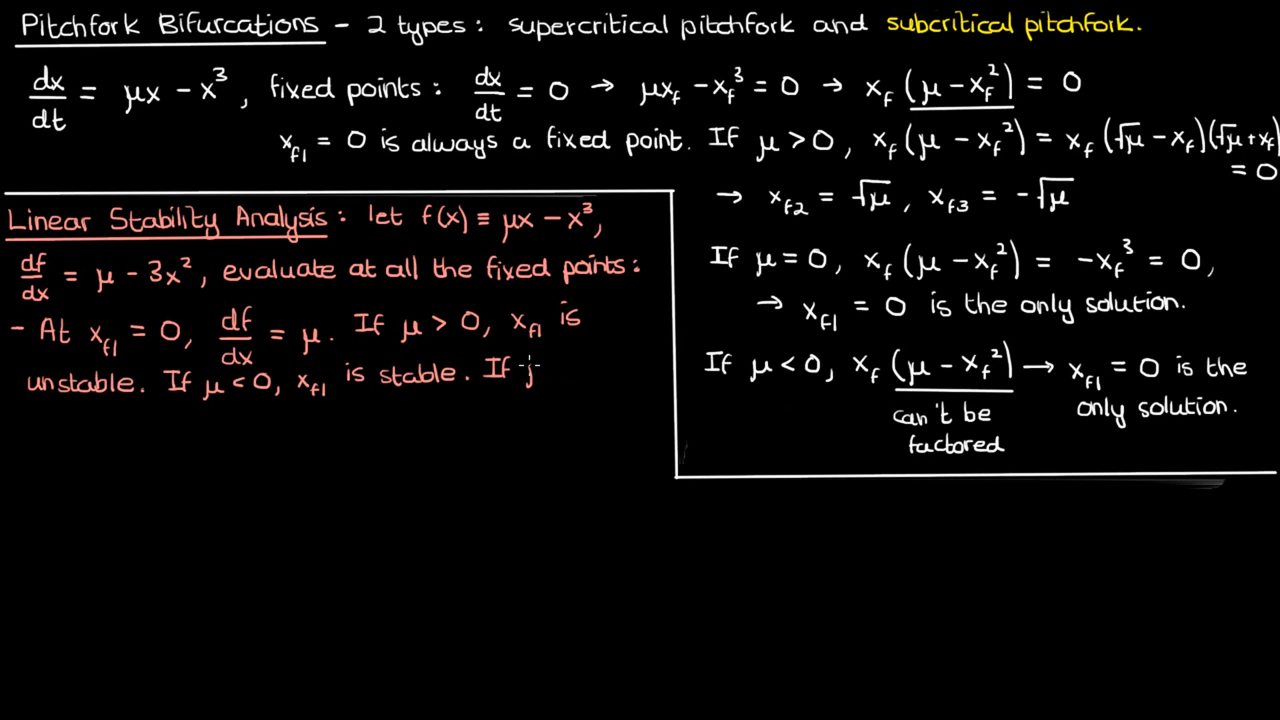 Pitchfork Bifurcations - 2 types: supercritical pitchfork and subcritical pitchfork.
dx/dt = μx - x³, fixed points: dx/dt = 0 → μx_f - x_f³ = 0 → x_f (μ - x_f²) = 0
x_f1 = 0 is always a fixed point. If μ > 0, x_f (μ - x_f²) = x_f (√μ - x_f)(√μ + x_f)
= 0
→ x_f2 = √μ, x_f3 = -√μ
If μ = 0, x_f (μ - x_f²) = -x_f³ = 0,
→ x_f1 = 0 is the only solution.
If μ < 0, x_f (μ - x_f²) → x_f1 = 0 is the
only solution.
can't be
factored
Linear Stability Analysis: let f(x) ≡ μx - x³,
df/dx = μ - 3x², evaluate at all the fixed points:
- At x_f1 = 0, df/dx = μ. If μ > 0, x_f1 is
unstable. If μ < 0, x_f1 is stable. If